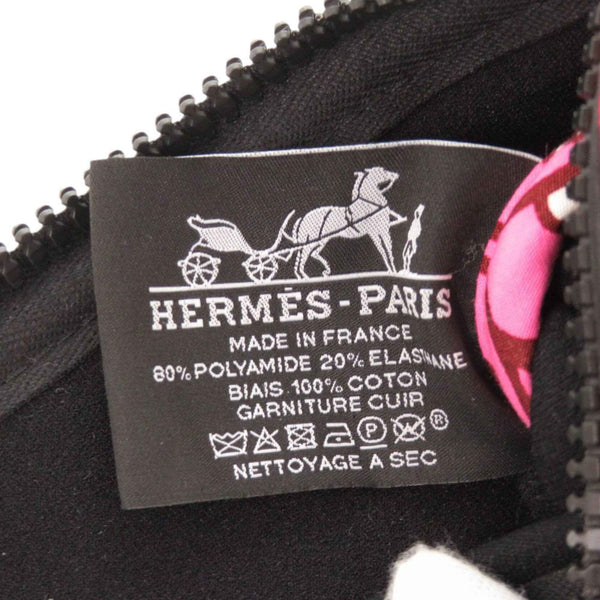 HERMÈS-PARIS
MADE IN FRANCE
80% POLYAMIDE 20% ELASTHANE
BIAIS 100% COTON
GARNITURE CUIR
P W ®
NETTOYAGE A SEC